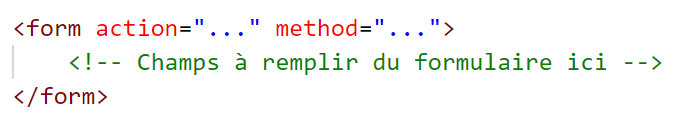 <form action="..." method="...">
<!-- Champs à remplir du formulaire ici -->
</form>